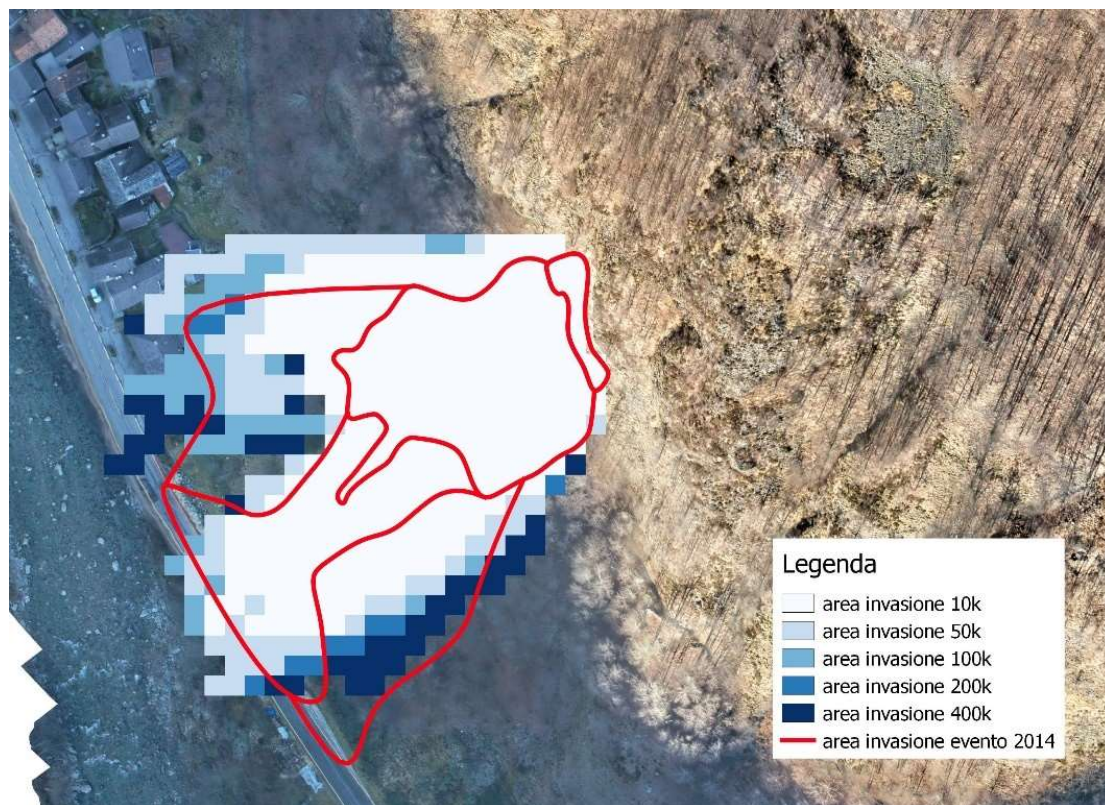 Legenda
area invasione 10k
area invasione 50k
area invasione 100k
area invasione 200k
area invasione 400k
area invasione evento 2014